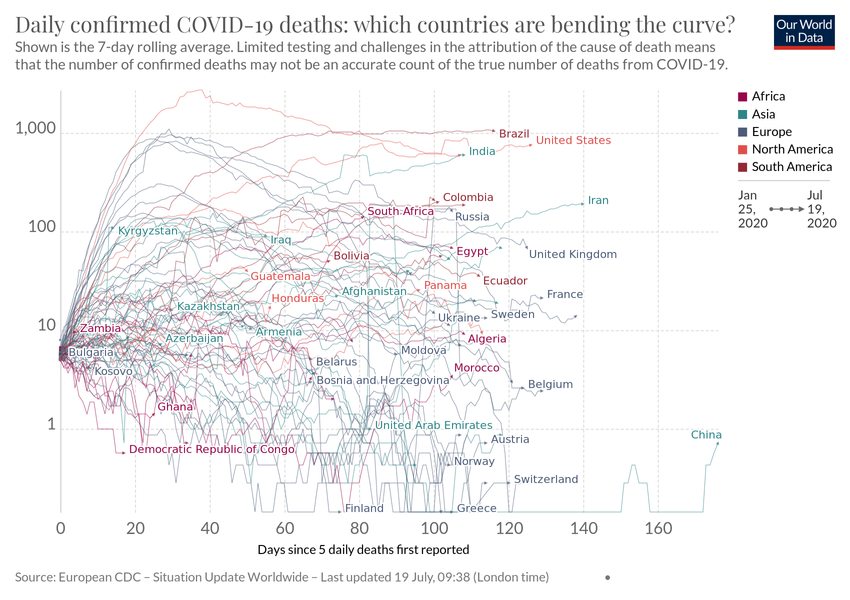 Daily confirmed COVID-19 deaths: which countries are bending the curve?
Our World
in Data
Shown is the 7-day rolling average. Limited testing and challenges in the attribution of the cause of death means
that the number of confirmed deaths may not be an accurate count of the true number of deaths from COVID-19.
Africa
Asia
Europe
North America
South America
Jan
25,
2020
Jul
19,
2020
1,000
100
10
1
Brazil
United States
India
Colombia
Iran
South Africa
Russia
Kyrgyzstan
Iraq
Egypt
United Kingdom
Bolivia
Guatemala
Ecuador
Panama
Afghanistan
France
Honduras
Kazakhstan
Ukraine
Sweden
Zambia
Armenia
Azerbaijan
Algeria
Bulgaria
Moldova
Belarus
Kosovo
Morocco
Bosnia and Herzegovina
Belgium
Ghana
United Arab Emirates
China
Austria
Democratic Republic of Congo
Norway
Switzerland
Finland
Greece
0
20
40
60
80
100
120
140
160
Days since 5 daily deaths first reported
Source: European CDC – Situation Update Worldwide – Last updated 19 July, 09:38 (London time)